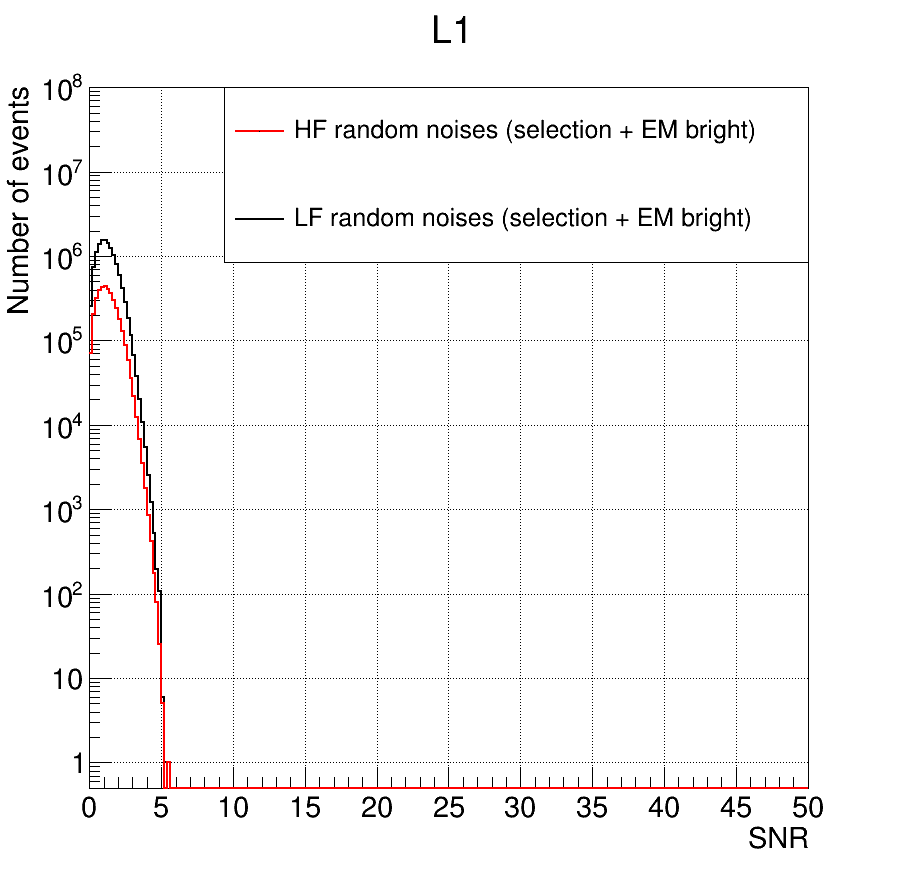 L1
Number of events
10^8
10^7
10^6
10^5
10^4
10^3
10^2
10
1
HF random noises (selection + EM bright)
LF random noises (selection + EM bright)
0 5 10 15 20 25 30 35 40 45 50
SNR